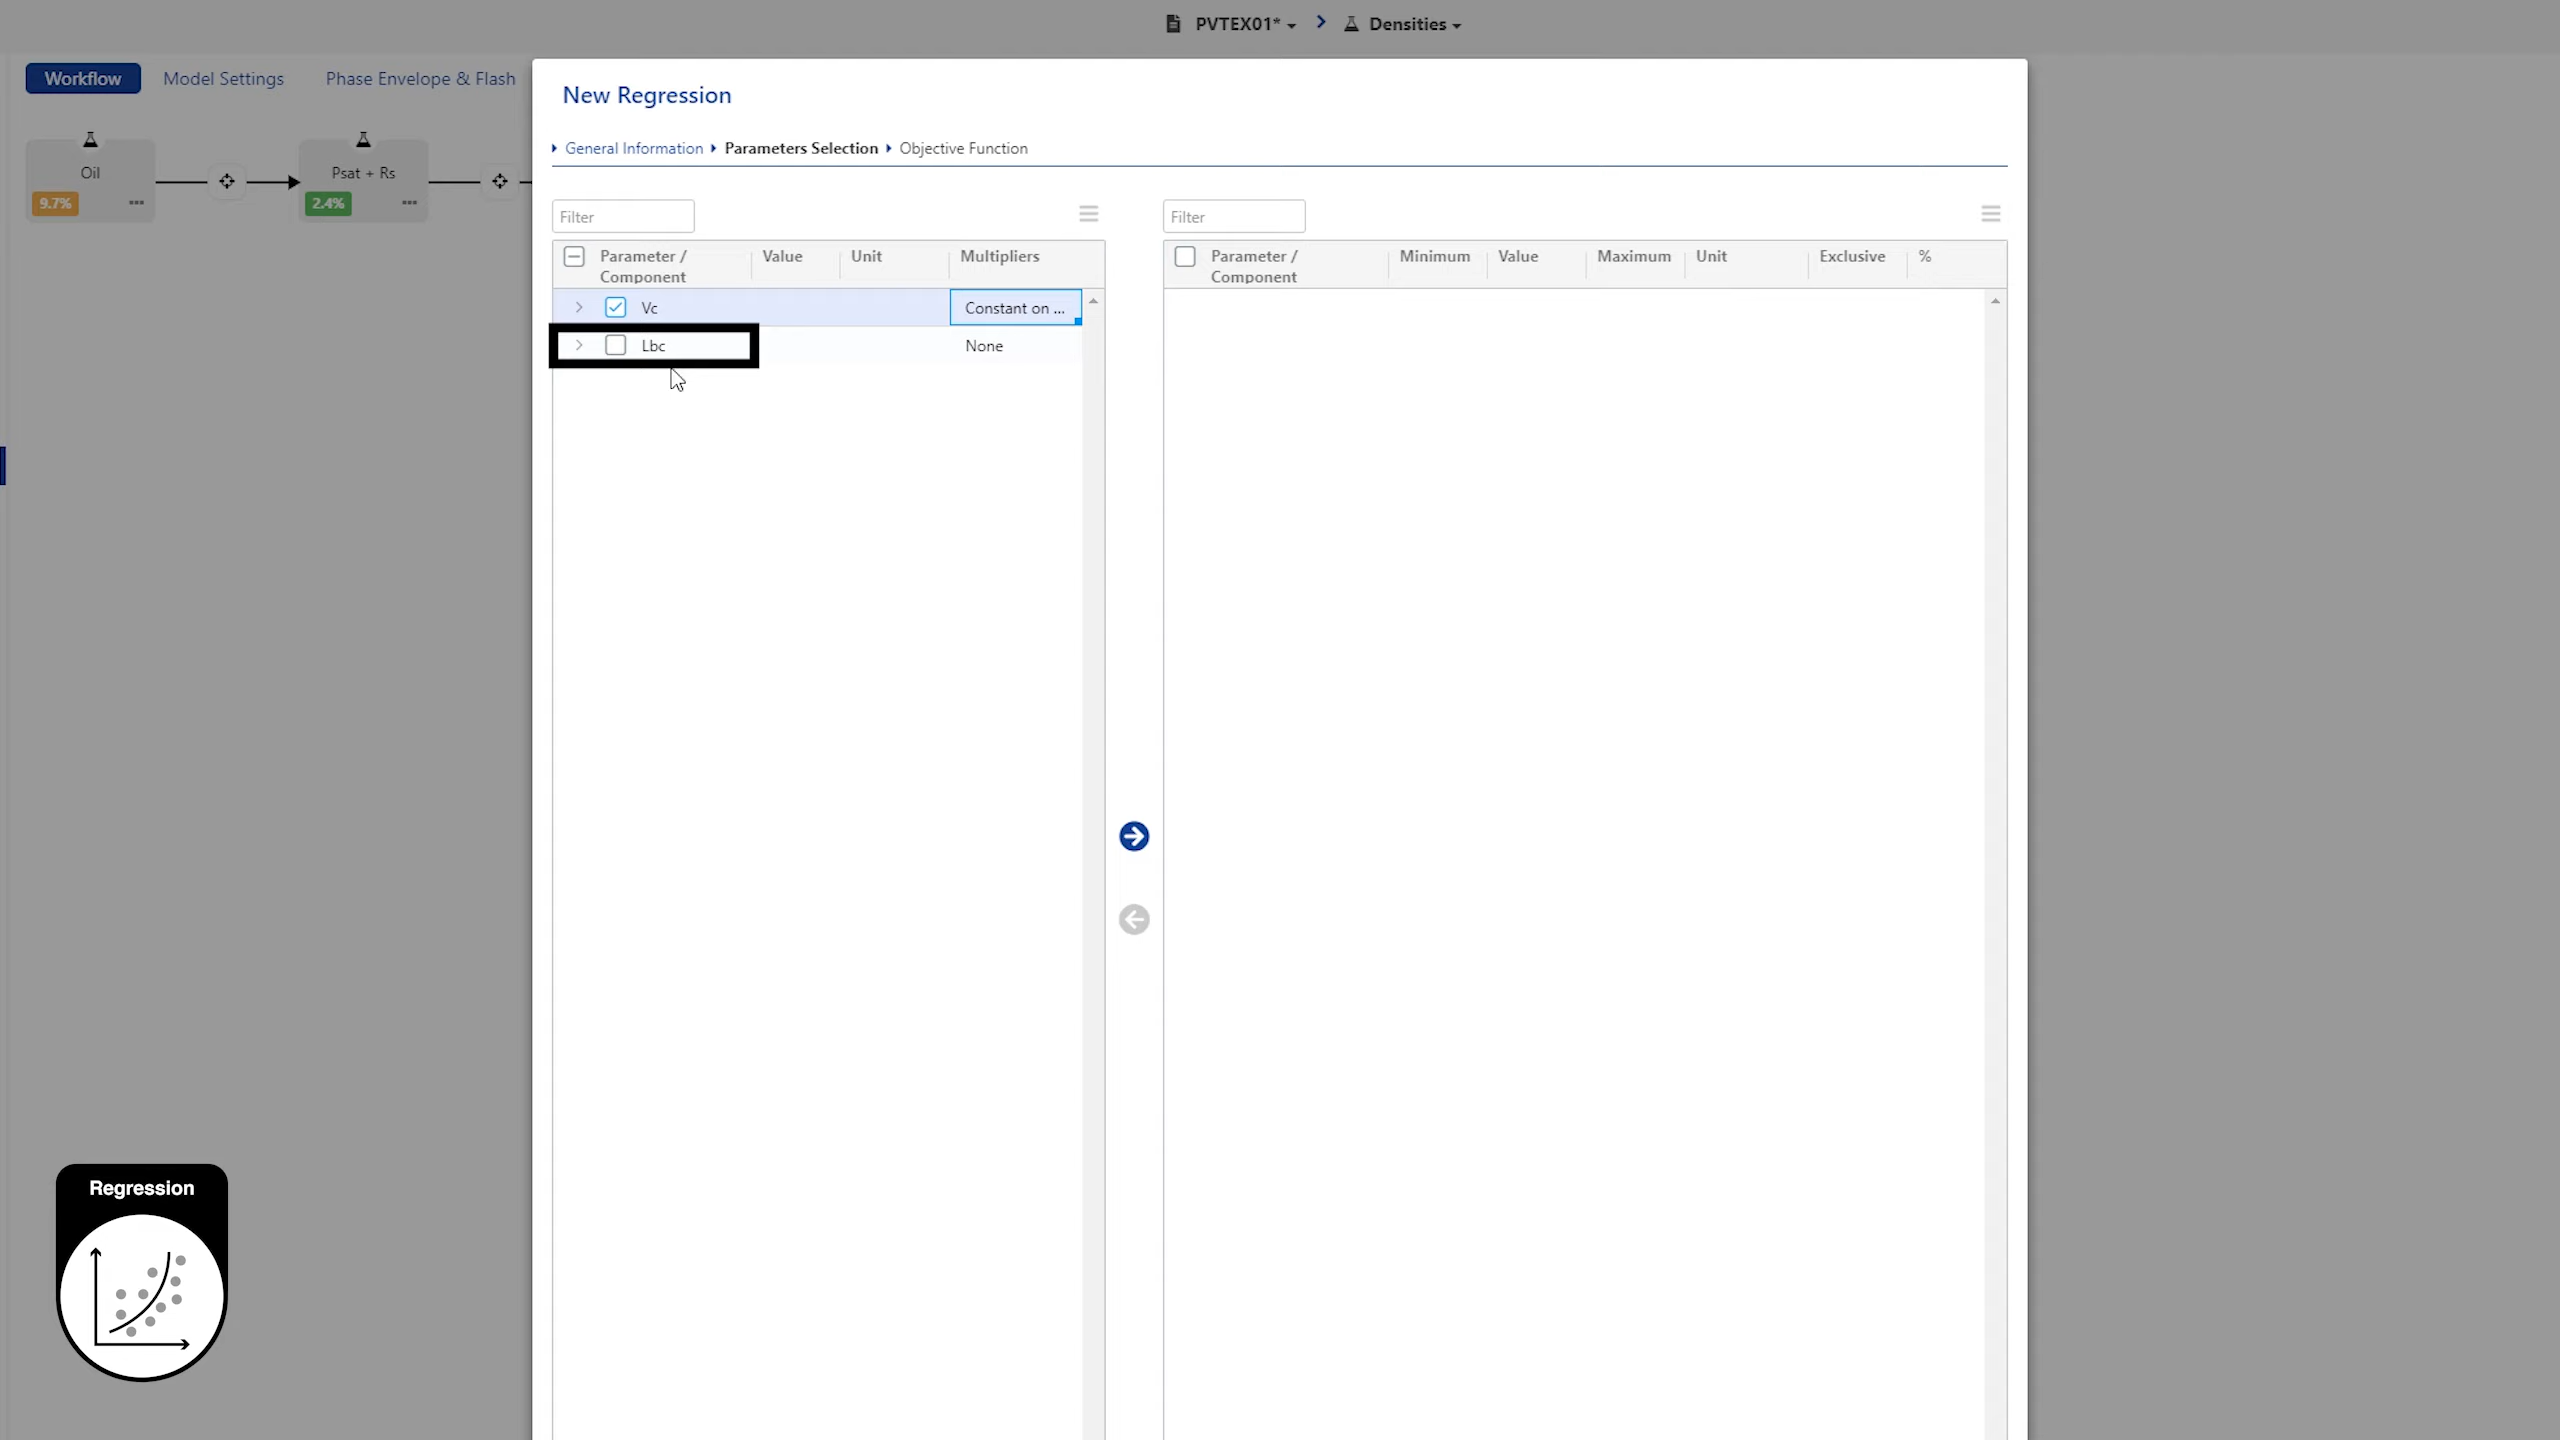 PVTEX01* Densities
Workflow Model Settings Phase Envelope & Flash
Oil
9.7%
Psat + Rs
2.4%
New Regression
General Information Parameters Selection Objective Function
Filter
Parameter / Component Value Unit Multipliers
Vc Constant on ...
Lbc None
Filter
Parameter / Component Minimum Value Maximum Unit Exclusive %
Regression